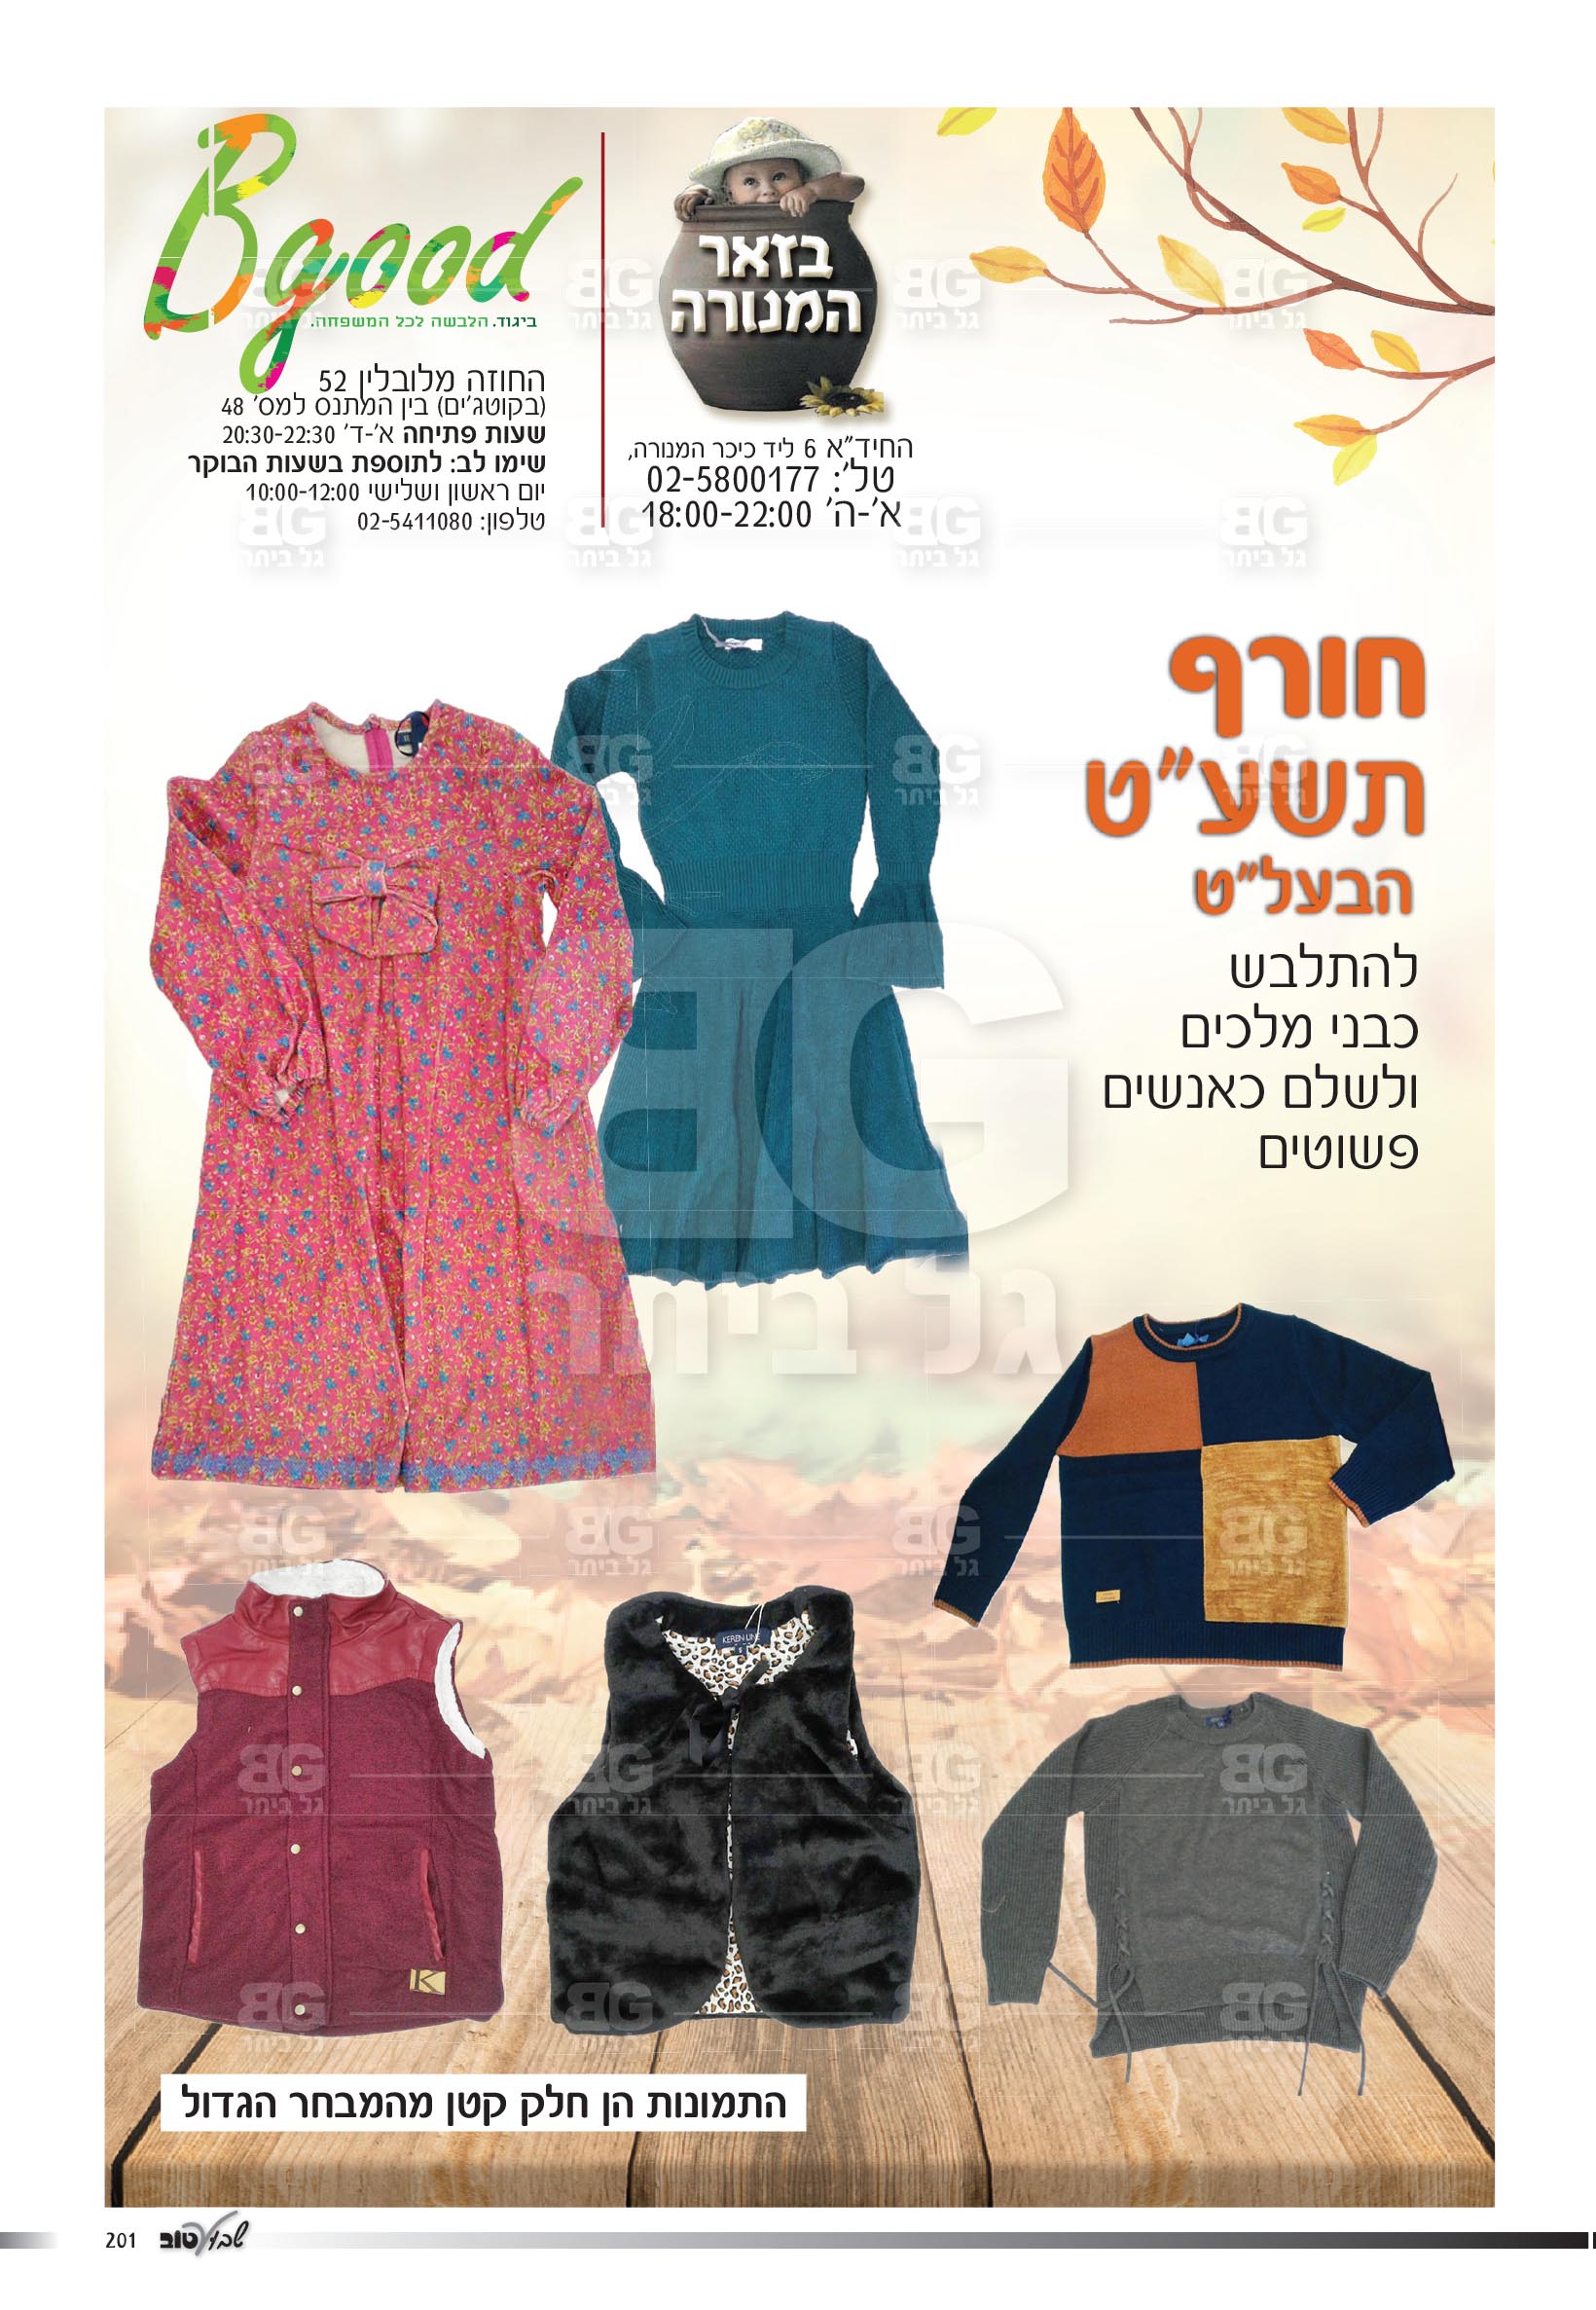 Bgood
ביגוד. הלבשה לכל המשפחה.
החוזה מלובלין 52
(בקוטג'ים) בין המתנס למס' 48
שעות פתיחה א'-ד' 20:30-22:30
שימו לב: לתוספת בשעות הבוקר
יום ראשון ושלישי 10:00-12:00
טלפון: 02-5411080
בזאר
המנורה
החיד"א 6 ליד כיכר המנורה,
טל': 02-5800177
א'-ה' 18:00-22:00
חורף
תשע"ט
הבעל"ט
להתלבש
כבני מלכים
ולשלם כאנשים
פשוטים
BG
גל ביתר
KEREN LINE
S
K
התמונות הן חלק קטן מהמבחר הגדול
שבוע טוב
201